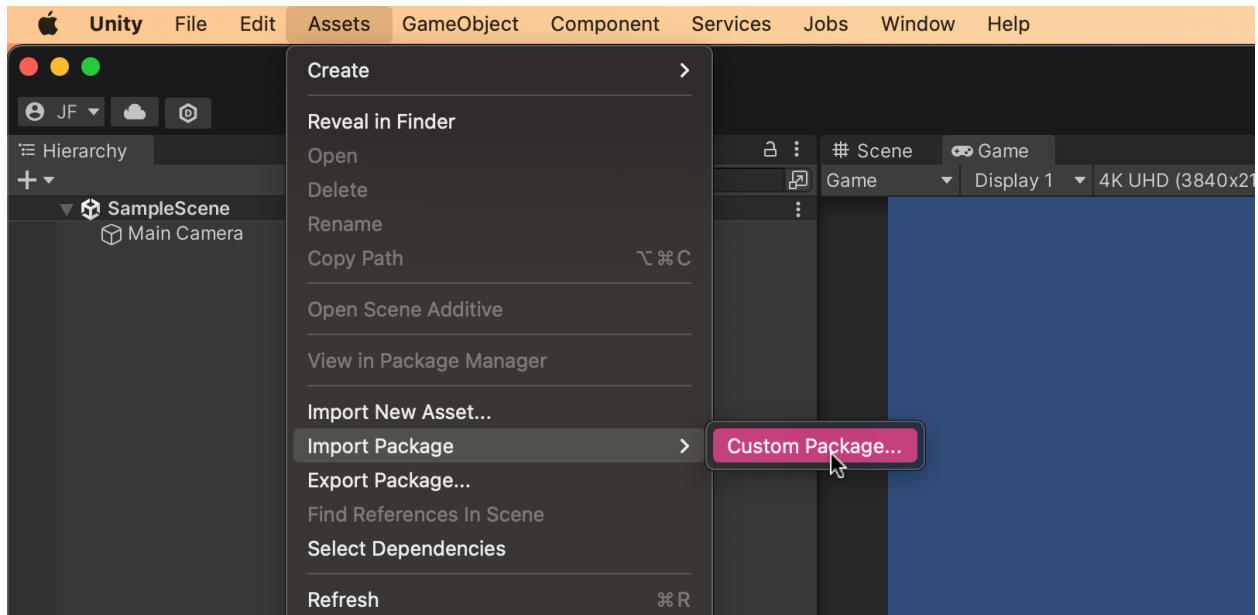 Unity File Edit Assets GameObject Component Services Jobs Window Help
JF
Hierarchy
SampleScene
Main Camera
Create
Reveal in Finder
Open
Delete
Rename
Copy Path ⌥⌘C
Open Scene Additive
View in Package Manager
Import New Asset...
Import Package
Export Package...
Find References In Scene
Select Dependencies
Refresh ⌘R
Custom Package...
Scene Game
Game Display 1 4K UHD (3840x21